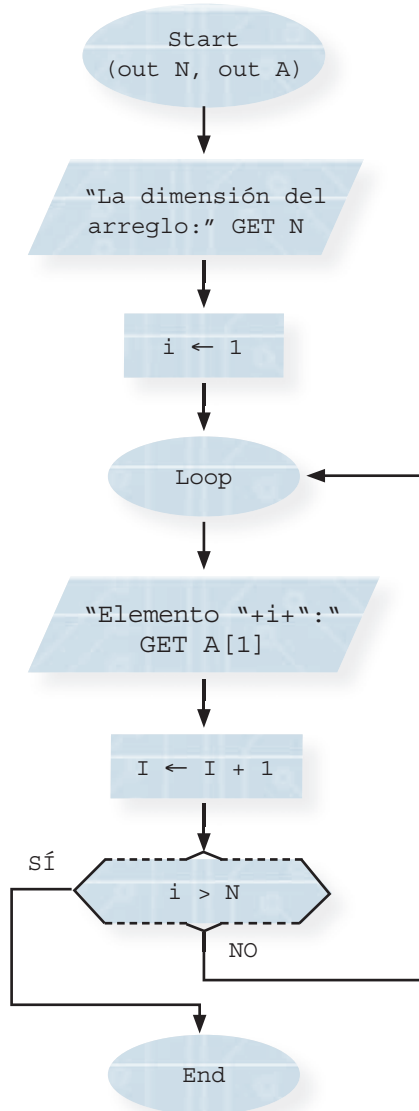 Start
(out N, out A)
“La dimensión del
arreglo:” GET N
i ← 1
Loop
“Elemento “+i+“:“
GET A[1]
I ← I + 1
SÍ
i > N
NO
End